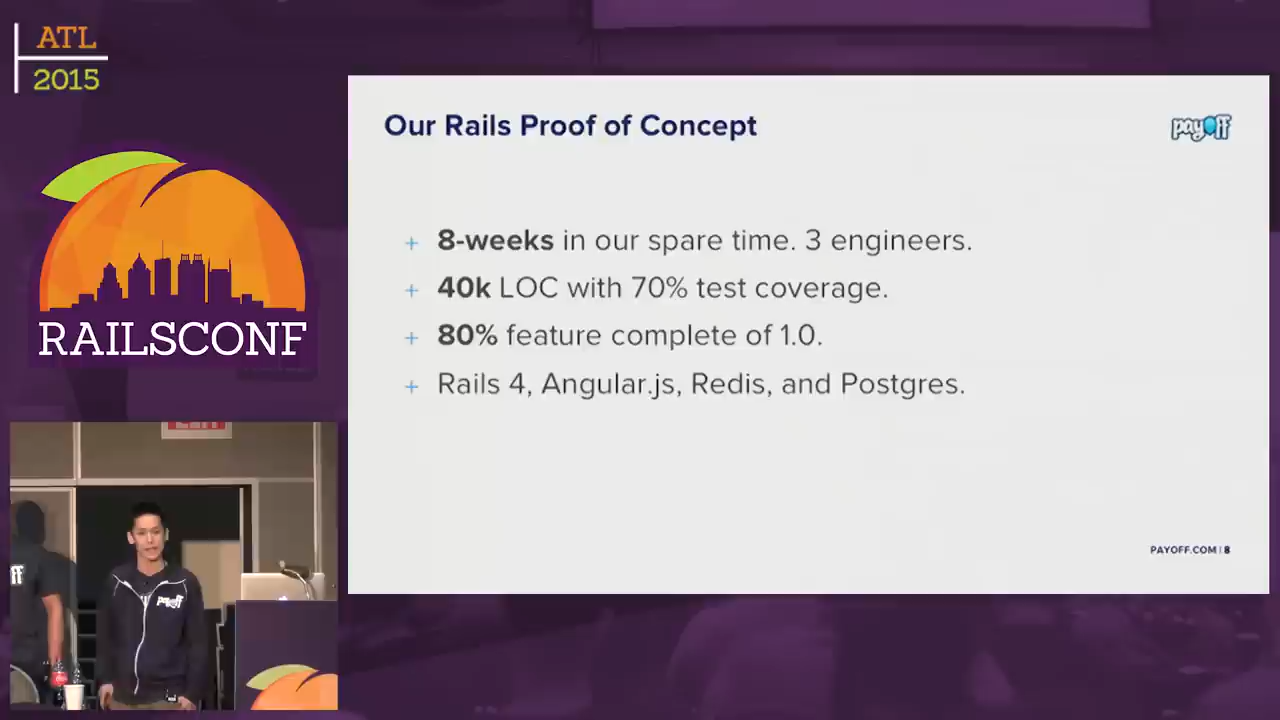 ATL
2015
RAILSCONF
Our Rails Proof of Concept
payoff
+ 8-weeks in our spare time. 3 engineers.
+ 40k LOC with 70% test coverage.
+ 80% feature complete of 1.0.
+ Rails 4, Angular.js, Redis, and Postgres.
PAYOFF.COM | 8
payoff
ff